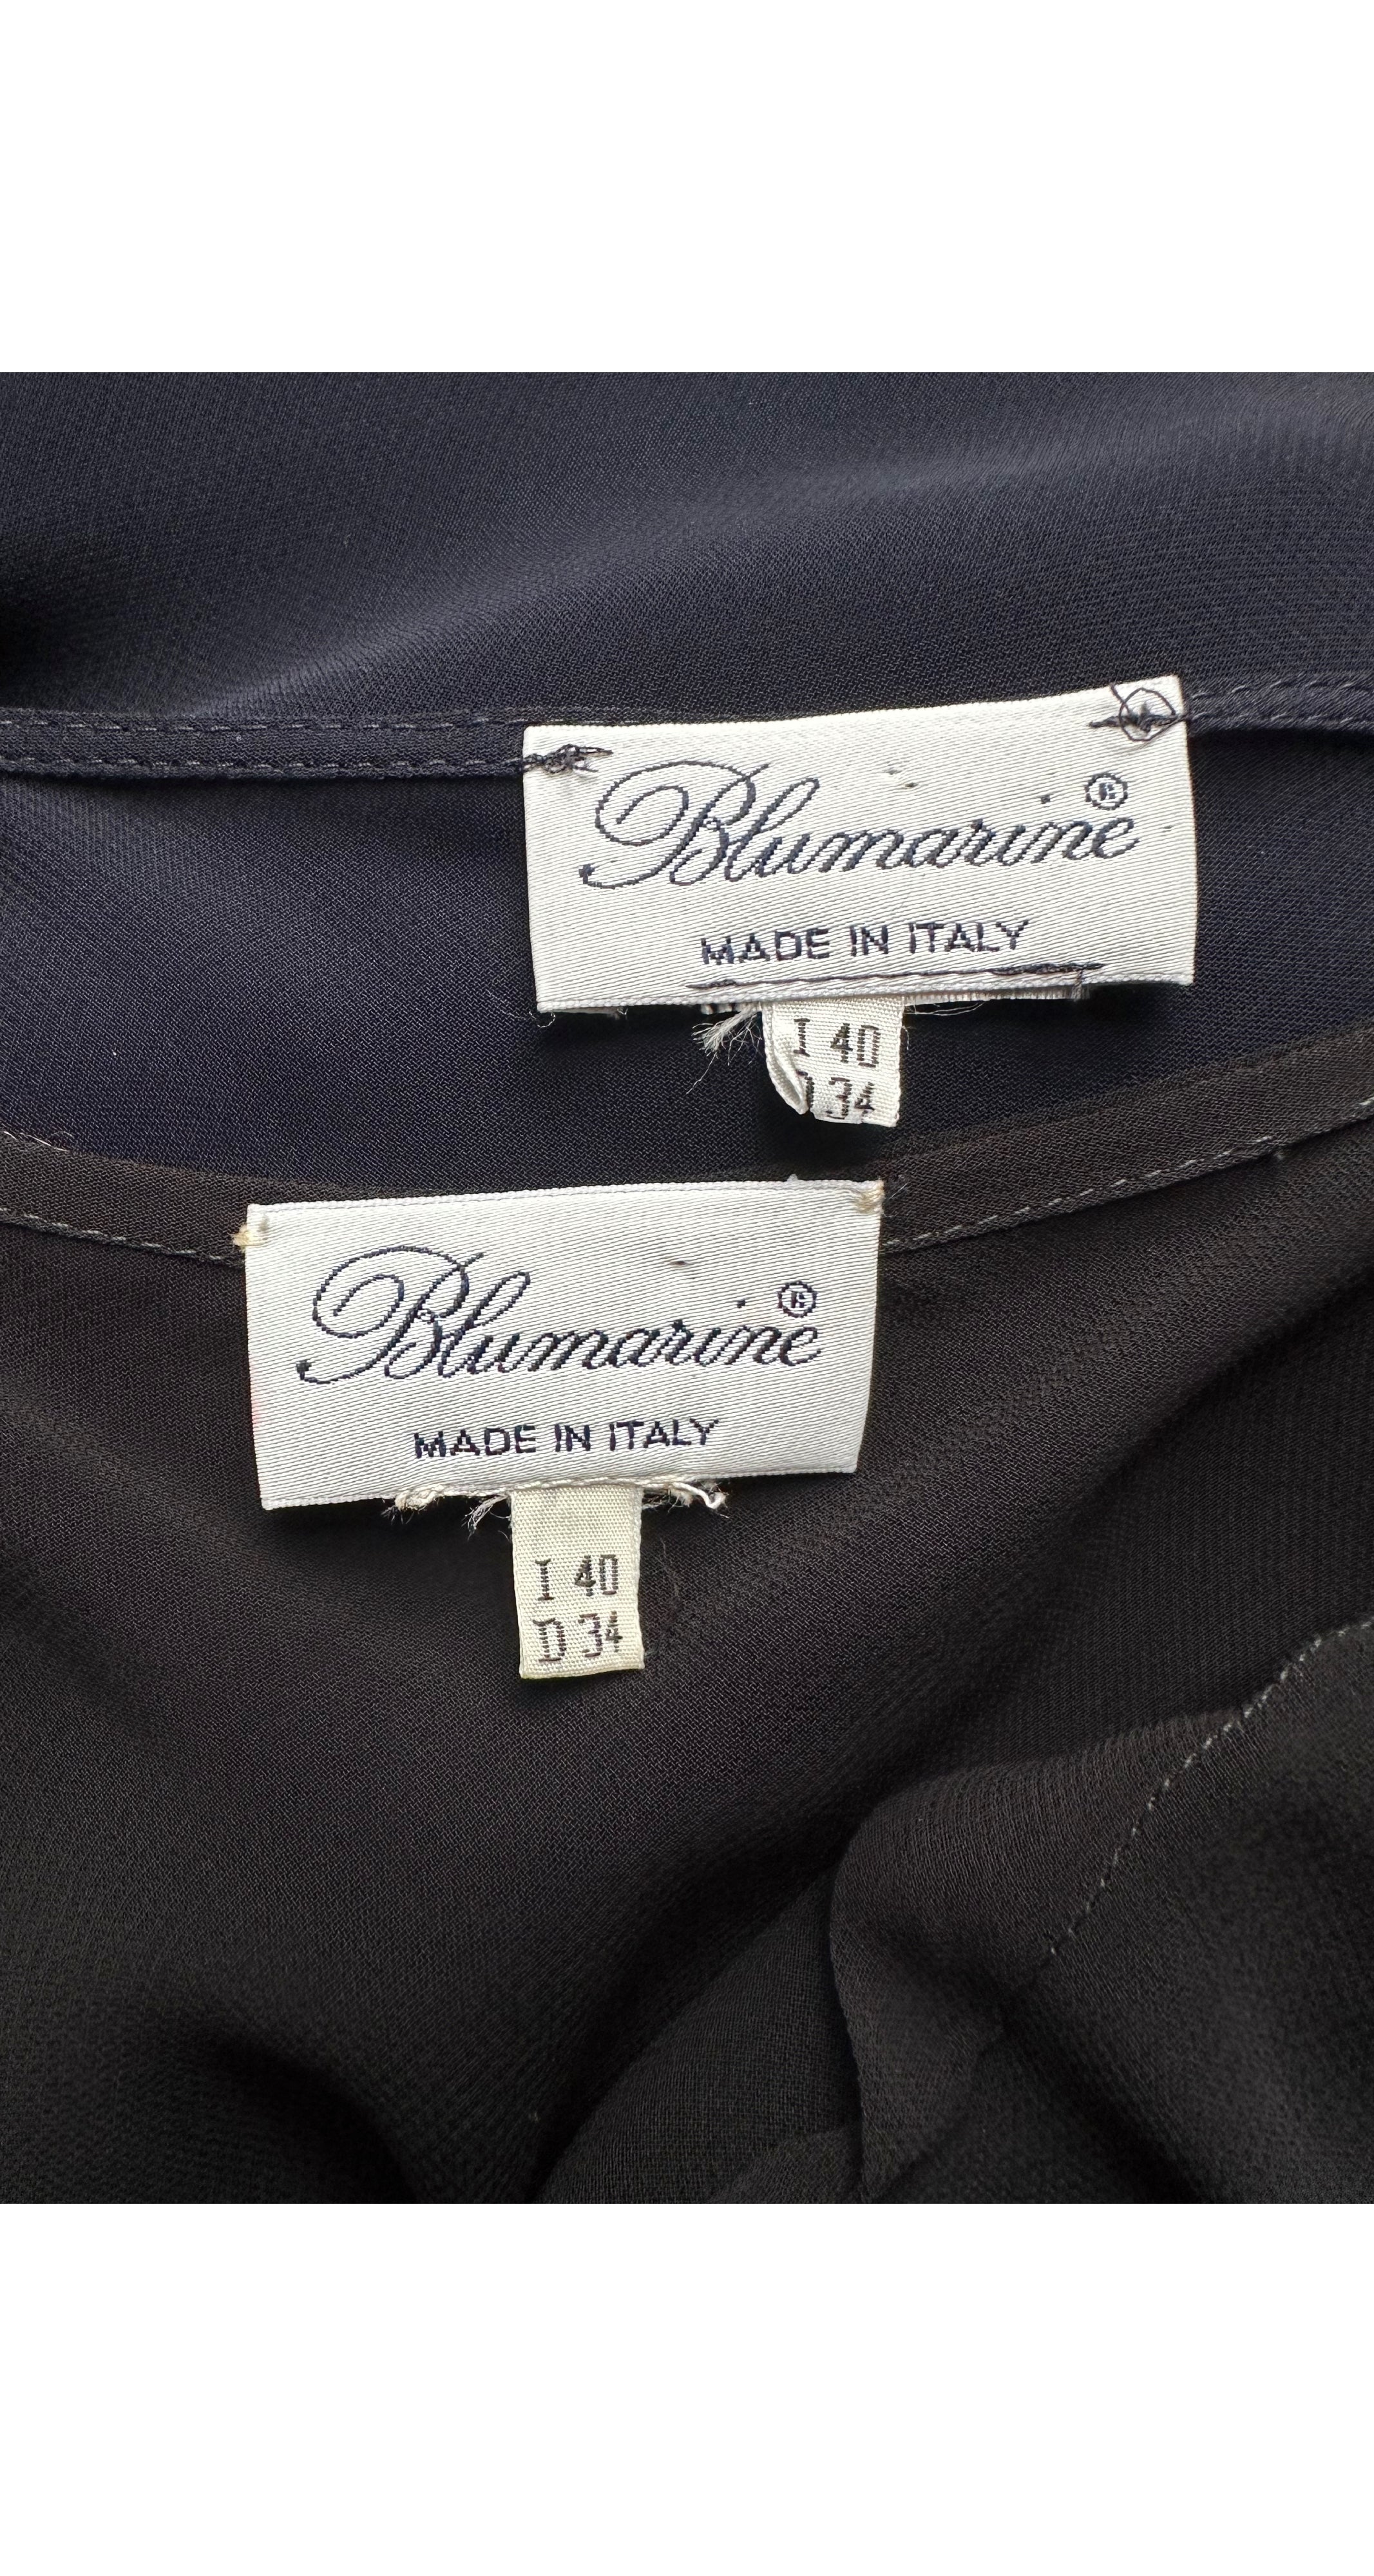 Blumarine®
MADE IN ITALY
I 40
D 34
Blumarine®
MADE IN ITALY
I 40
D 34